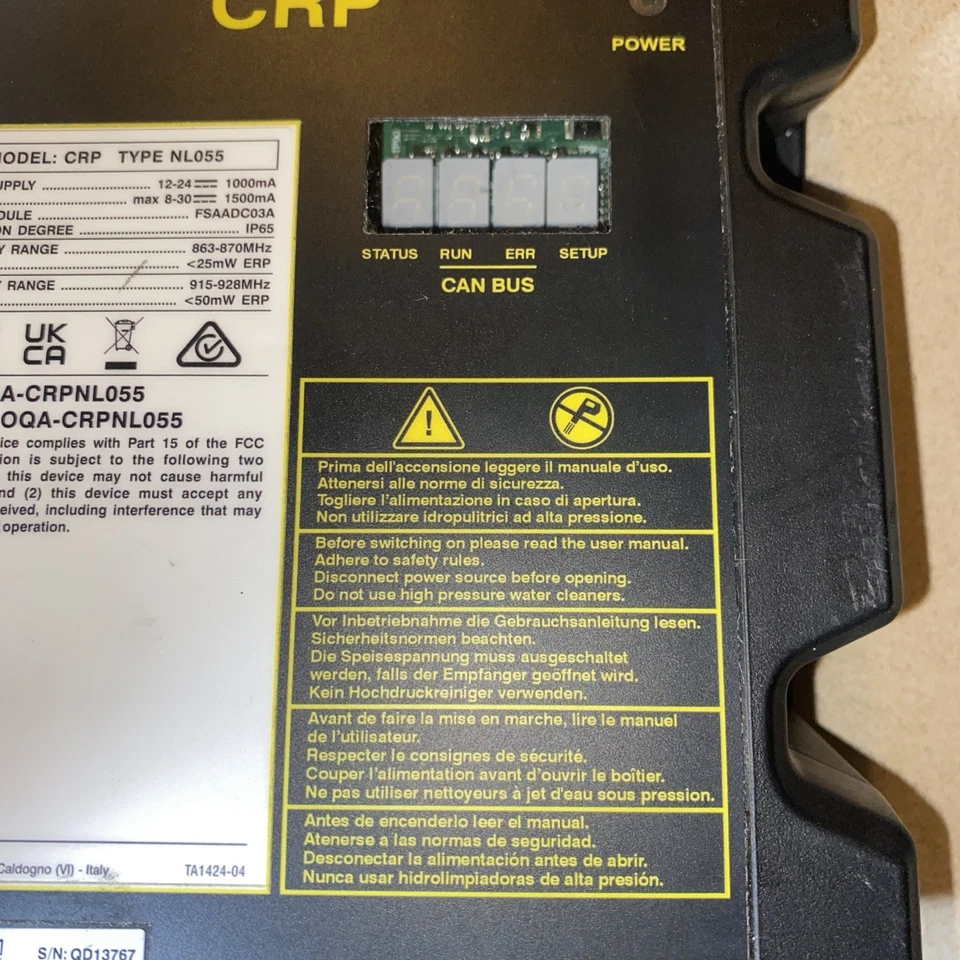 CRP
POWER
MODEL: CRP TYPE NL055
SUPPLY 12-24 1000mA
max 8-30 1500mA
DULE FSAADC03A
ON DEGREE IP65
Y RANGE 863-870MHz
<25mW ERP
Y RANGE 915-928MHz
<50mW ERP
UK
CA
A-CRPNL055
OQA-CRPNL055
ice complies with Part 15 of the FCC
ion is subject to the following two
this device may not cause harmful
nd (2) this device must accept any
eived, including interference that may
operation.
Caldogno (VI) - Italy TA1424-04
S/N: QD13767
STATUS RUN ERR SETUP
CAN BUS
Prima dell'accensione leggere il manuale d'uso.
Attenersi alle norme di sicurezza.
Togliere l'alimentazione in caso di apertura.
Non utilizzare idropulitrici ad alta pressione.
Before switching on please read the user manual.
Adhere to safety rules.
Disconnect power source before opening.
Do not use high pressure water cleaners.
Vor Inbetriebnahme die Gebrauchsanleitung lesen.
Sicherheitsnormen beachten.
Die Speisespannung muss ausgeschaltet
werden, falls der Empfänger geöffnet wird.
Kein Hochdruckreiniger verwenden.
Avant de faire la mise en marche, lire le manuel
de l'utilisateur.
Respecter le consignes de sécurité.
Couper l'alimentation avant d'ouvrir le boîtier.
Ne pas utiliser nettoyeurs à jet d'eau sous pression.
Antes de encenderlo leer el manual.
Atenerse a las normas de seguridad.
Desconectar la alimentación antes de abrir.
Nunca usar hidrolimpiadoras de alta presión.